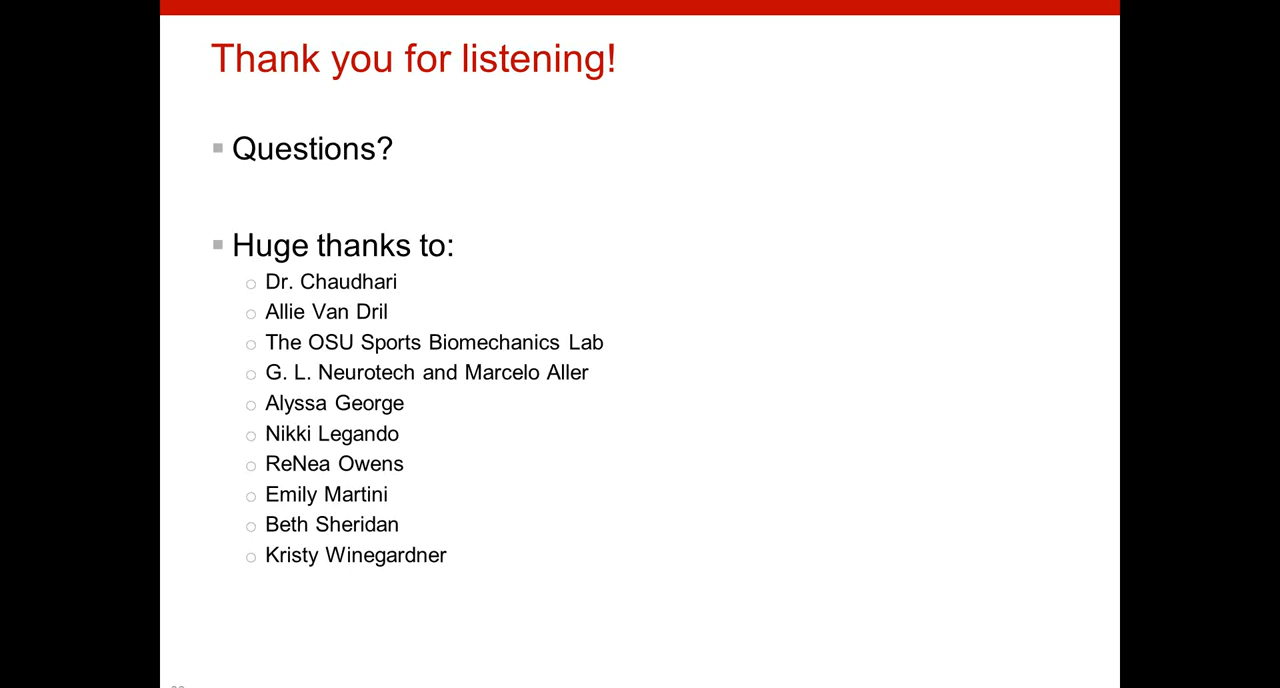 Thank you for listening!
Questions?
Huge thanks to:
Dr. Chaudhari
Allie Van Dril
The OSU Sports Biomechanics Lab
G. L. Neurotech and Marcelo Aller
Alyssa George
Nikki Legando
ReNea Owens
Emily Martini
Beth Sheridan
Kristy Winegardner